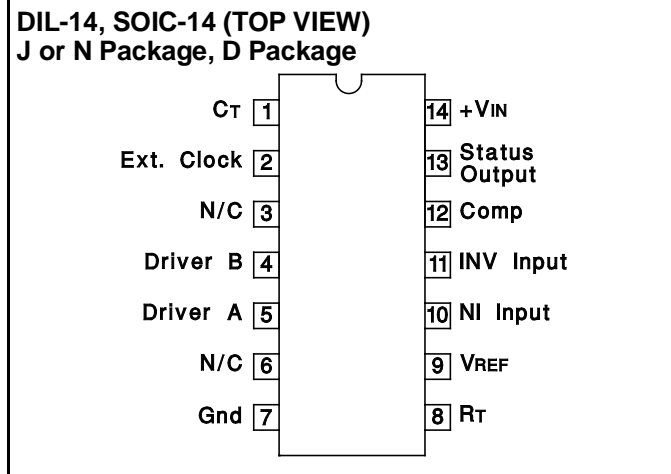 DIL-14, SOIC-14 (TOP VIEW)
J or N Package, D Package
CT 1
Ext. Clock 2
N/C 3
Driver B 4
Driver A 5
N/C 6
Gnd 7
14 +VIN
13 Status
Output
12 Comp
11 INV Input
10 NI Input
9 VREF
8 RT